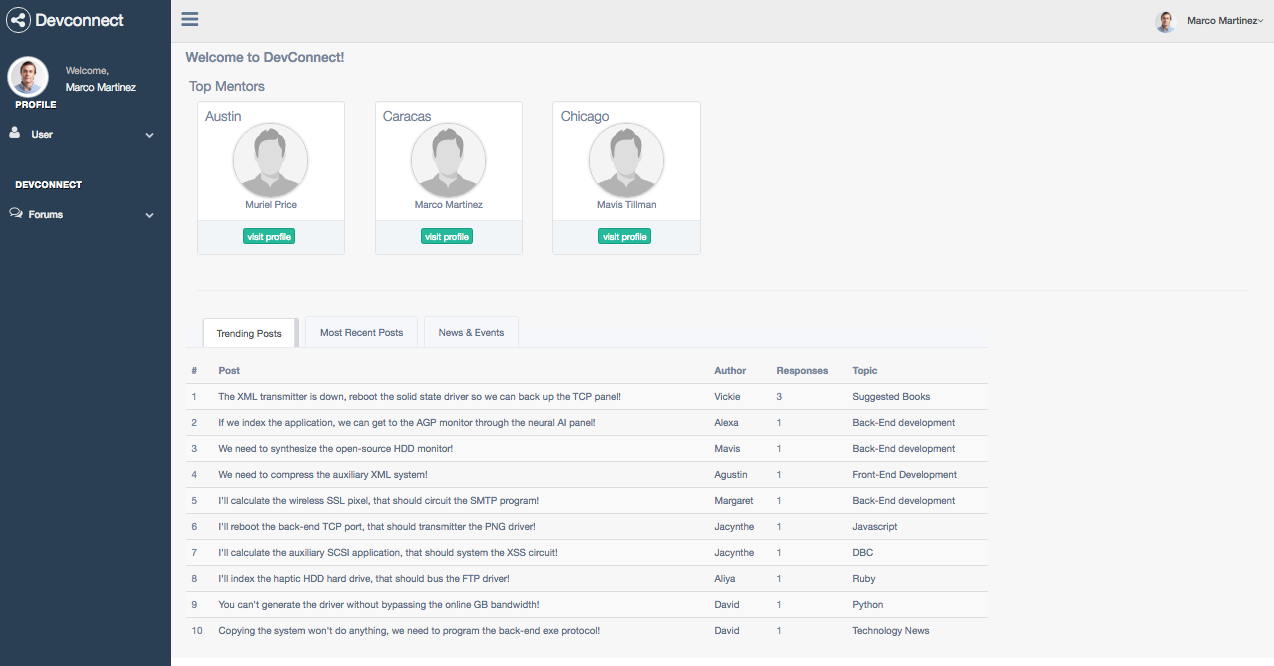 Devconnect
Marco Martinez
Welcome,
Marco Martinez
PROFILE
User
DEVCONNECT
Forums
Welcome to DevConnect!
Top Mentors
Austin
Muriel Price
visit profile
Caracas
Marco Martinez
visit profile
Chicago
Mavis Tillman
visit profile
Trending Posts Most Recent Posts News & Events
# Post Author Responses Topic
1 The XML transmitter is down, reboot the solid state driver so we can back up the TCP panel! Vickie 3 Suggested Books
2 If we index the application, we can get to the AGP monitor through the neural AI panel! Alexa 1 Back-End development
3 We need to synthesize the open-source HDD monitor! Mavis 1 Back-End development
4 We need to compress the auxiliary XML system! Agustin 1 Front-End Development
5 I'll calculate the wireless SSL pixel, that should circuit the SMTP program! Margaret 1 Back-End development
6 I'll reboot the back-end TCP port, that should transmitter the PNG driver! Jacynthe 1 Javascript
7 I'll calculate the auxiliary SCSI application, that should system the XSS circuit! Jacynthe 1 DBC
8 I'll index the haptic HDD hard drive, that should bus the FTP driver! Aliya 1 Ruby
9 You can't generate the driver without bypassing the online GB bandwidth! David 1 Python
10 Copying the system won't do anything, we need to program the back-end exe protocol! David 1 Technology News